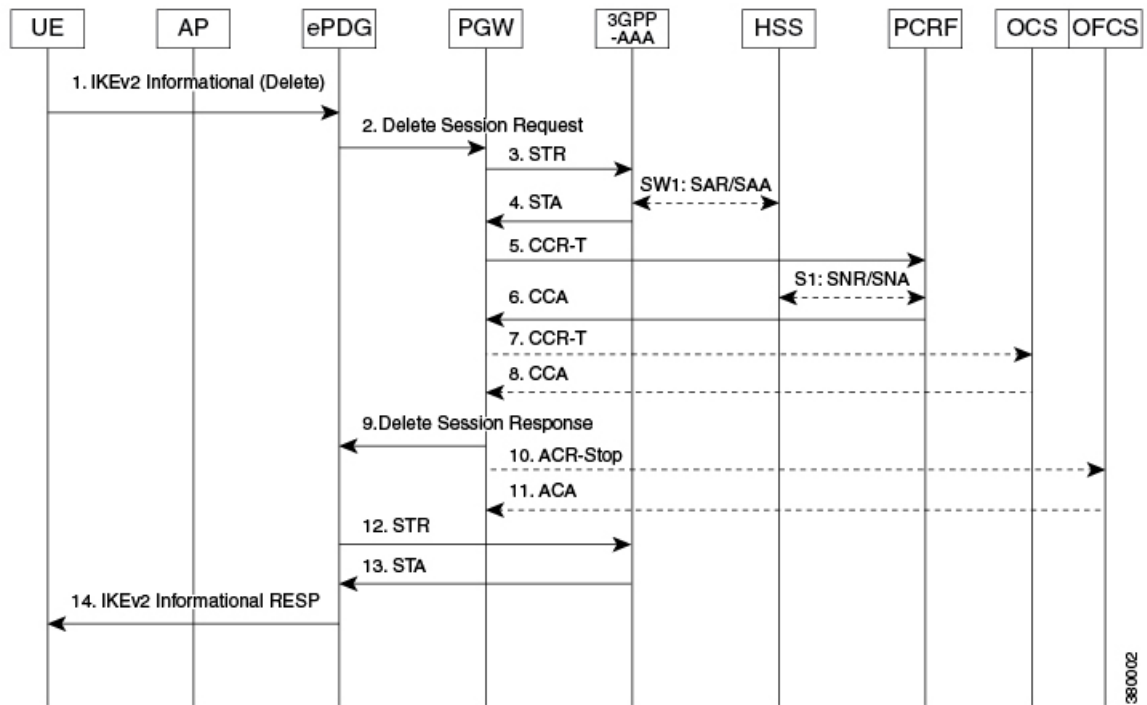 UE
AP
ePDG
PGW
3GPP
-AAA
HSS
PCRF
OCS
OFCS
1. IKEv2 Informational (Delete)
2. Delete Session Request
3. STR
SW1: SAR/SAA
4. STA
5. CCR-T
S1: SNR/SNA
6. CCA
7. CCR-T
8. CCA
9.Delete Session Response
10. ACR-Stop
11. ACA
12. STR
13. STA
14. IKEv2 Informational RESP
380002